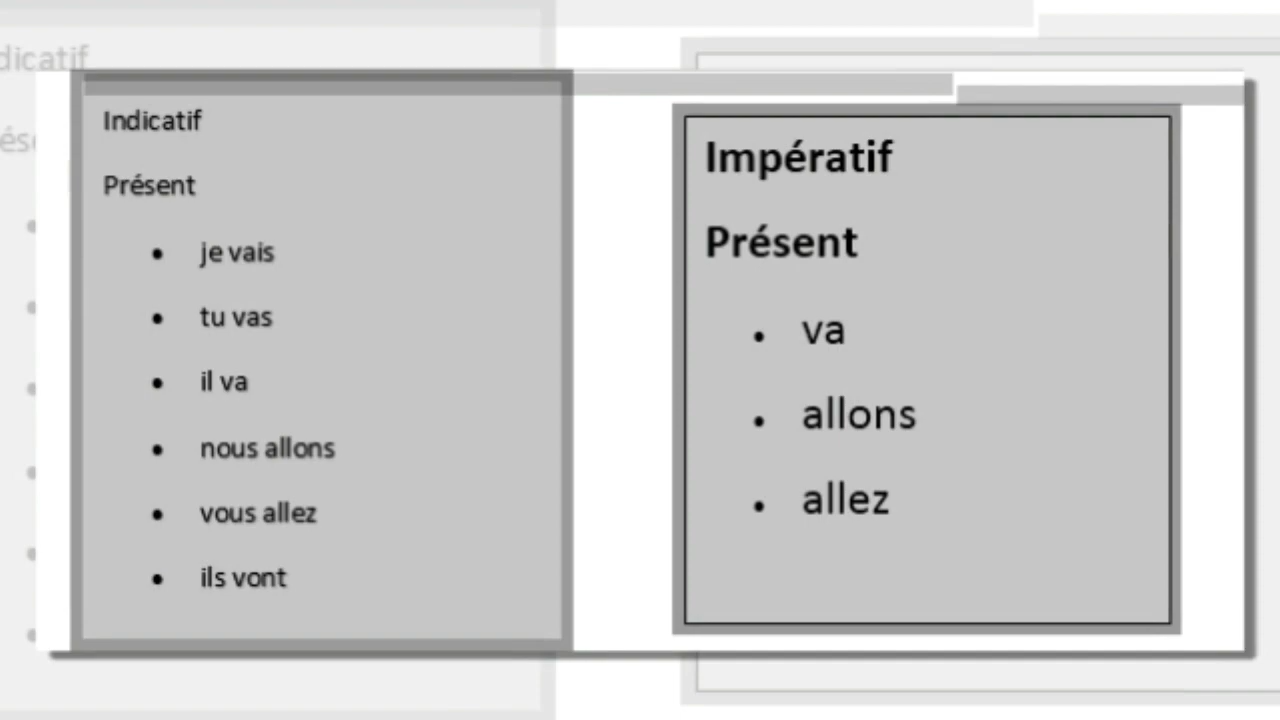 dicatif
Indicatif
Présent
• je vais
• tu vas
• il va
• nous allons
• vous allez
• ils vont
Impératif
Présent
• va
• allons
• allez